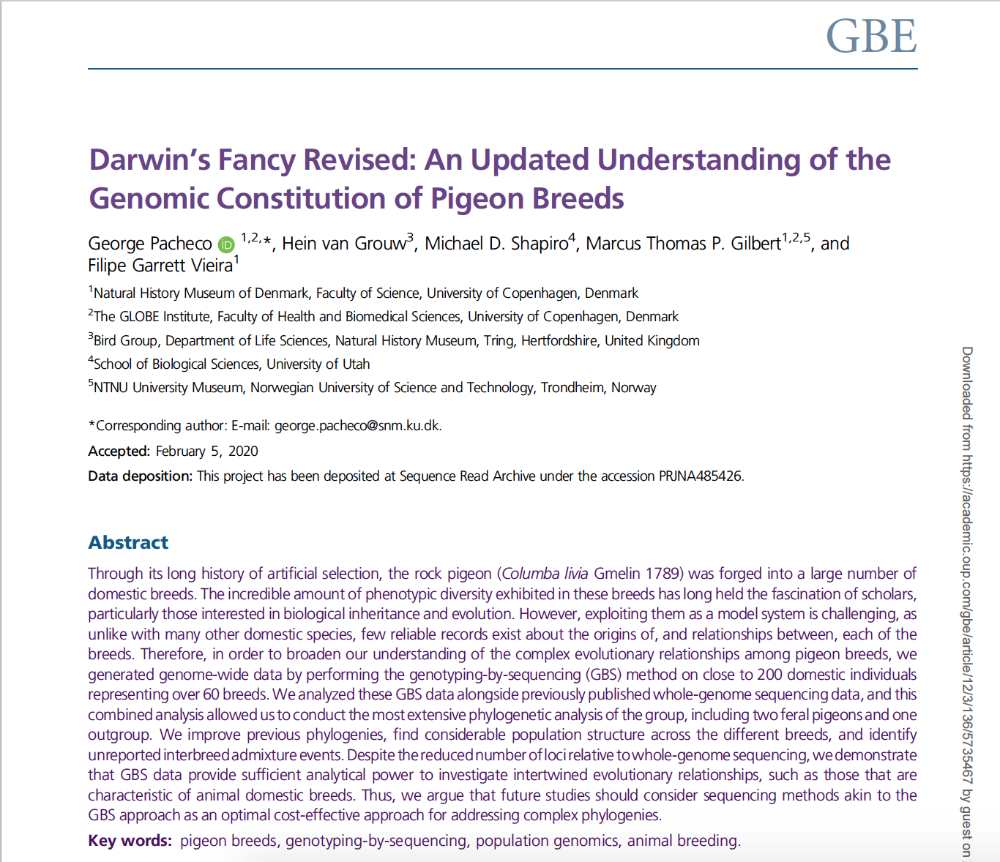 GBE
Darwin’s Fancy Revised: An Updated Understanding of the
Genomic Constitution of Pigeon Breeds
George Pacheco iD 1,2,*, Hein van Grouw3, Michael D. Shapiro4, Marcus Thomas P. Gilbert1,2,5, and
Filipe Garrett Vieira1
1Natural History Museum of Denmark, Faculty of Science, University of Copenhagen, Denmark
2The GLOBE Institute, Faculty of Health and Biomedical Sciences, University of Copenhagen, Denmark
3Bird Group, Department of Life Sciences, Natural History Museum, Tring, Hertfordshire, United Kingdom
4School of Biological Sciences, University of Utah
5NTNU University Museum, Norwegian University of Science and Technology, Trondheim, Norway
*Corresponding author: E-mail: george.pacheco@snm.ku.dk.
Accepted: February 5, 2020
Data deposition: This project has been deposited at Sequence Read Archive under the accession PRJNA485426.
Abstract
Through its long history of artificial selection, the rock pigeon (Columba livia Gmelin 1789) was forged into a large number of
domestic breeds. The incredible amount of phenotypic diversity exhibited in these breeds has long held the fascination of scholars,
particularly those interested in biological inheritance and evolution. However, exploiting them as a model system is challenging, as
unlike with many other domestic species, few reliable records exist about the origins of, and relationships between, each of the
breeds. Therefore, in order to broaden our understanding of the complex evolutionary relationships among pigeon breeds, we
generated genome-wide data by performing the genotyping-by-sequencing (GBS) method on close to 200 domestic individuals
representing over 60 breeds. We analyzed these GBS data alongside previously published whole-genome sequencing data, and this
combined analysis allowed us to conduct the most extensive phylogenetic analysis of the group, including two feral pigeons and one
outgroup. We improve previous phylogenies, find considerable population structure across the different breeds, and identify
unreported interbreed admixture events. Despite the reduced number of loci relative to whole-genome sequencing, we demonstrate
that GBS data provide sufficient analytical power to investigate intertwined evolutionary relationships, such as those that are
characteristic of animal domestic breeds. Thus, we argue that future studies should consider sequencing methods akin to the
GBS approach as an optimal cost-effective approach for addressing complex phylogenies.
Key words: pigeon breeds, genotyping-by-sequencing, population genomics, animal breeding.
Downloaded from https://academic.oup.com/gbe/article/12/3/136/5735467 by guest on